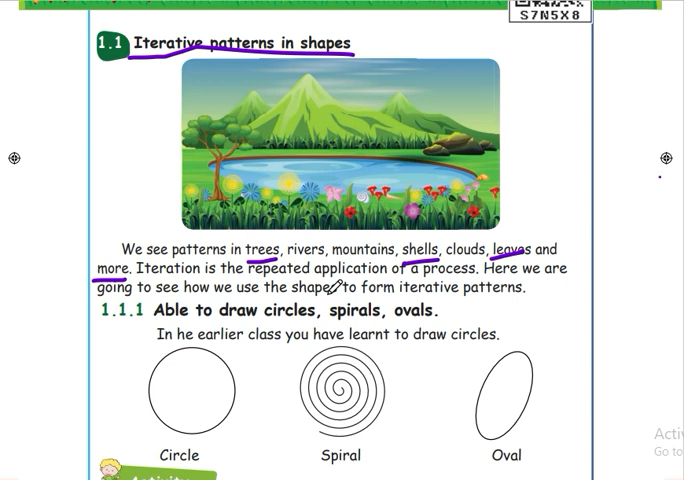 S7N5X8
1.1 Iterative patterns in shapes
We see patterns in trees, rivers, mountains, shells, clouds, leaves and
more. Iteration is the repeated application of a process. Here we are
going to see how we use the shape to form iterative patterns.
1.1.1 Able to draw circles, spirals, ovals.
In he earlier class you have learnt to draw circles.
Circle Spiral Oval
Activity
Go to